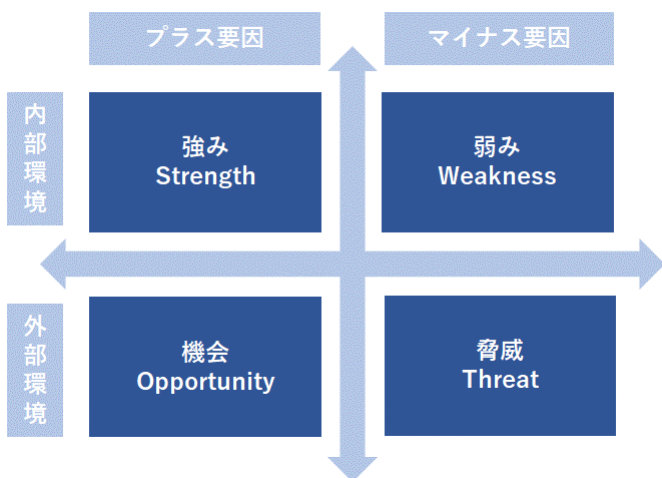 プラス要因
マイナス要因
内部環境
強み
Strength
弱み
Weakness
外部環境
機会
Opportunity
脅威
Threat